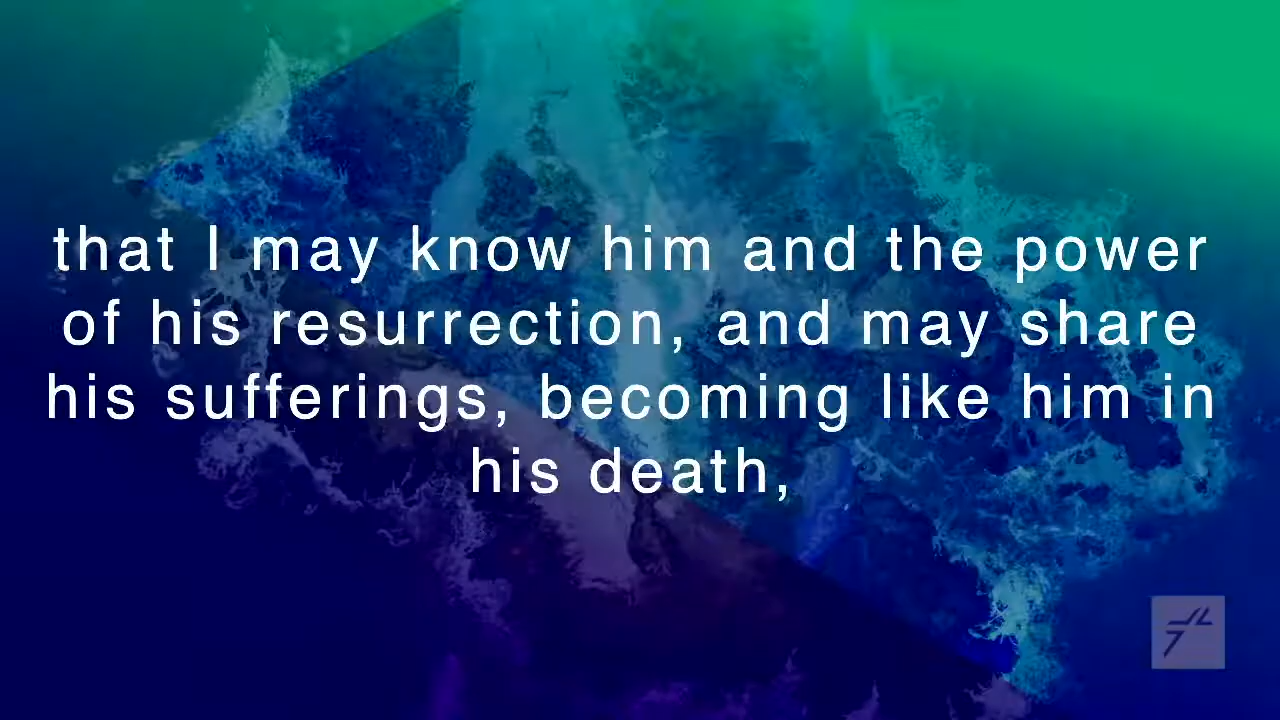 that I may know him and the power
of his resurrection, and may share
his sufferings, becoming like him in
his death,